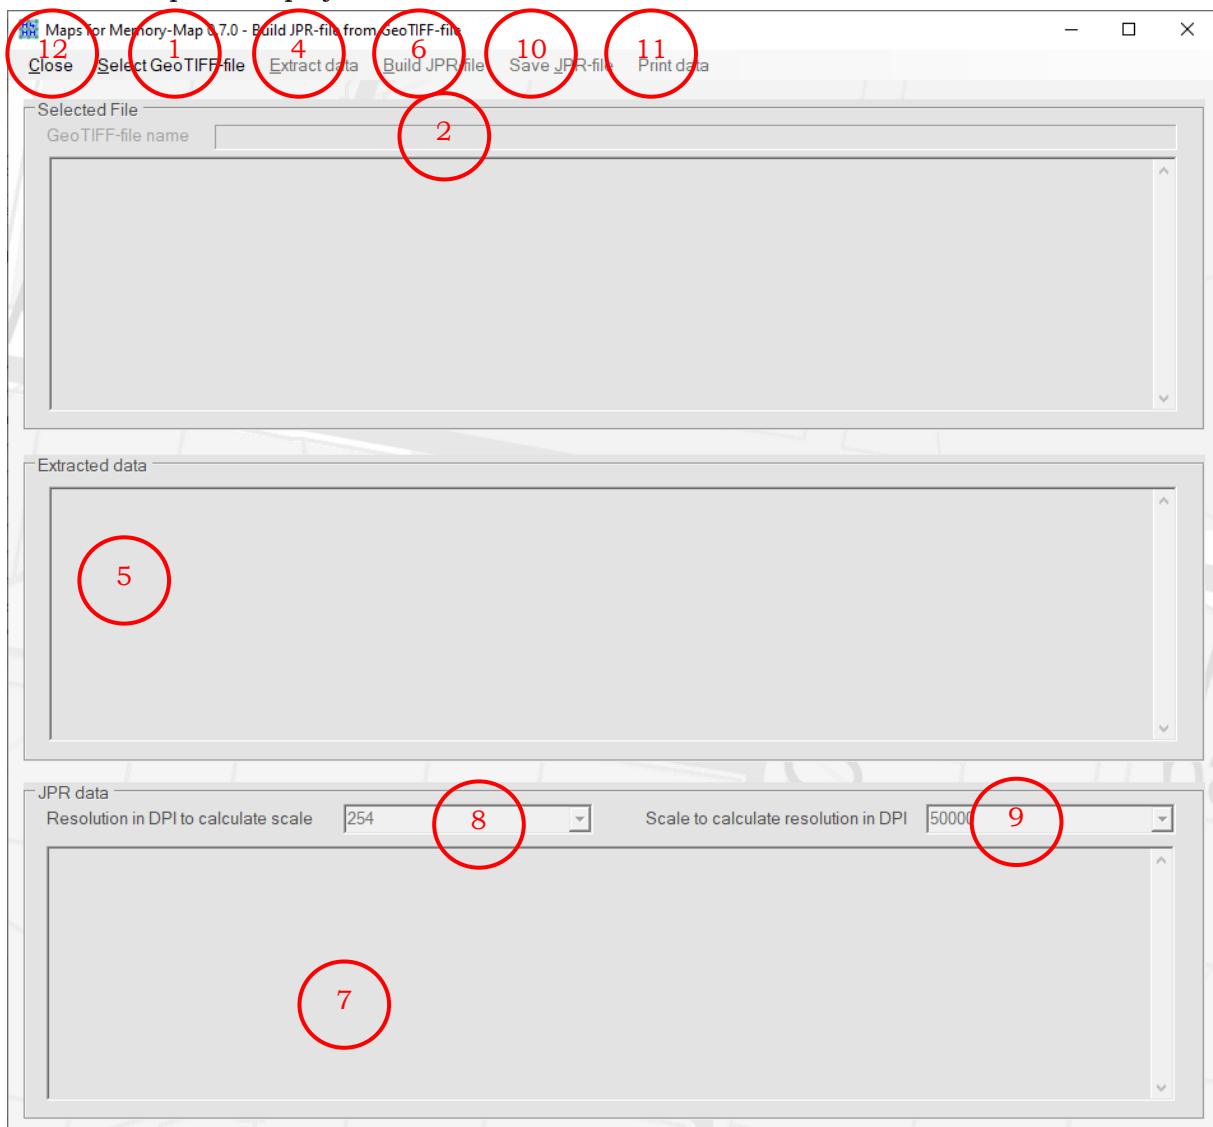 Maps for Memory-Map 0.7.0 - Build JPR-file from GeoTIFF-file
12 1 4 6 10 11
Close Select GeoTIFF-file Extract data Build JPR-file Save JPR-file Print data
Selected File
GeoTIFF-file name 2
Extracted data
5
JPR data
Resolution in DPI to calculate scale 254 8 Scale to calculate resolution in DPI 50000 9
7